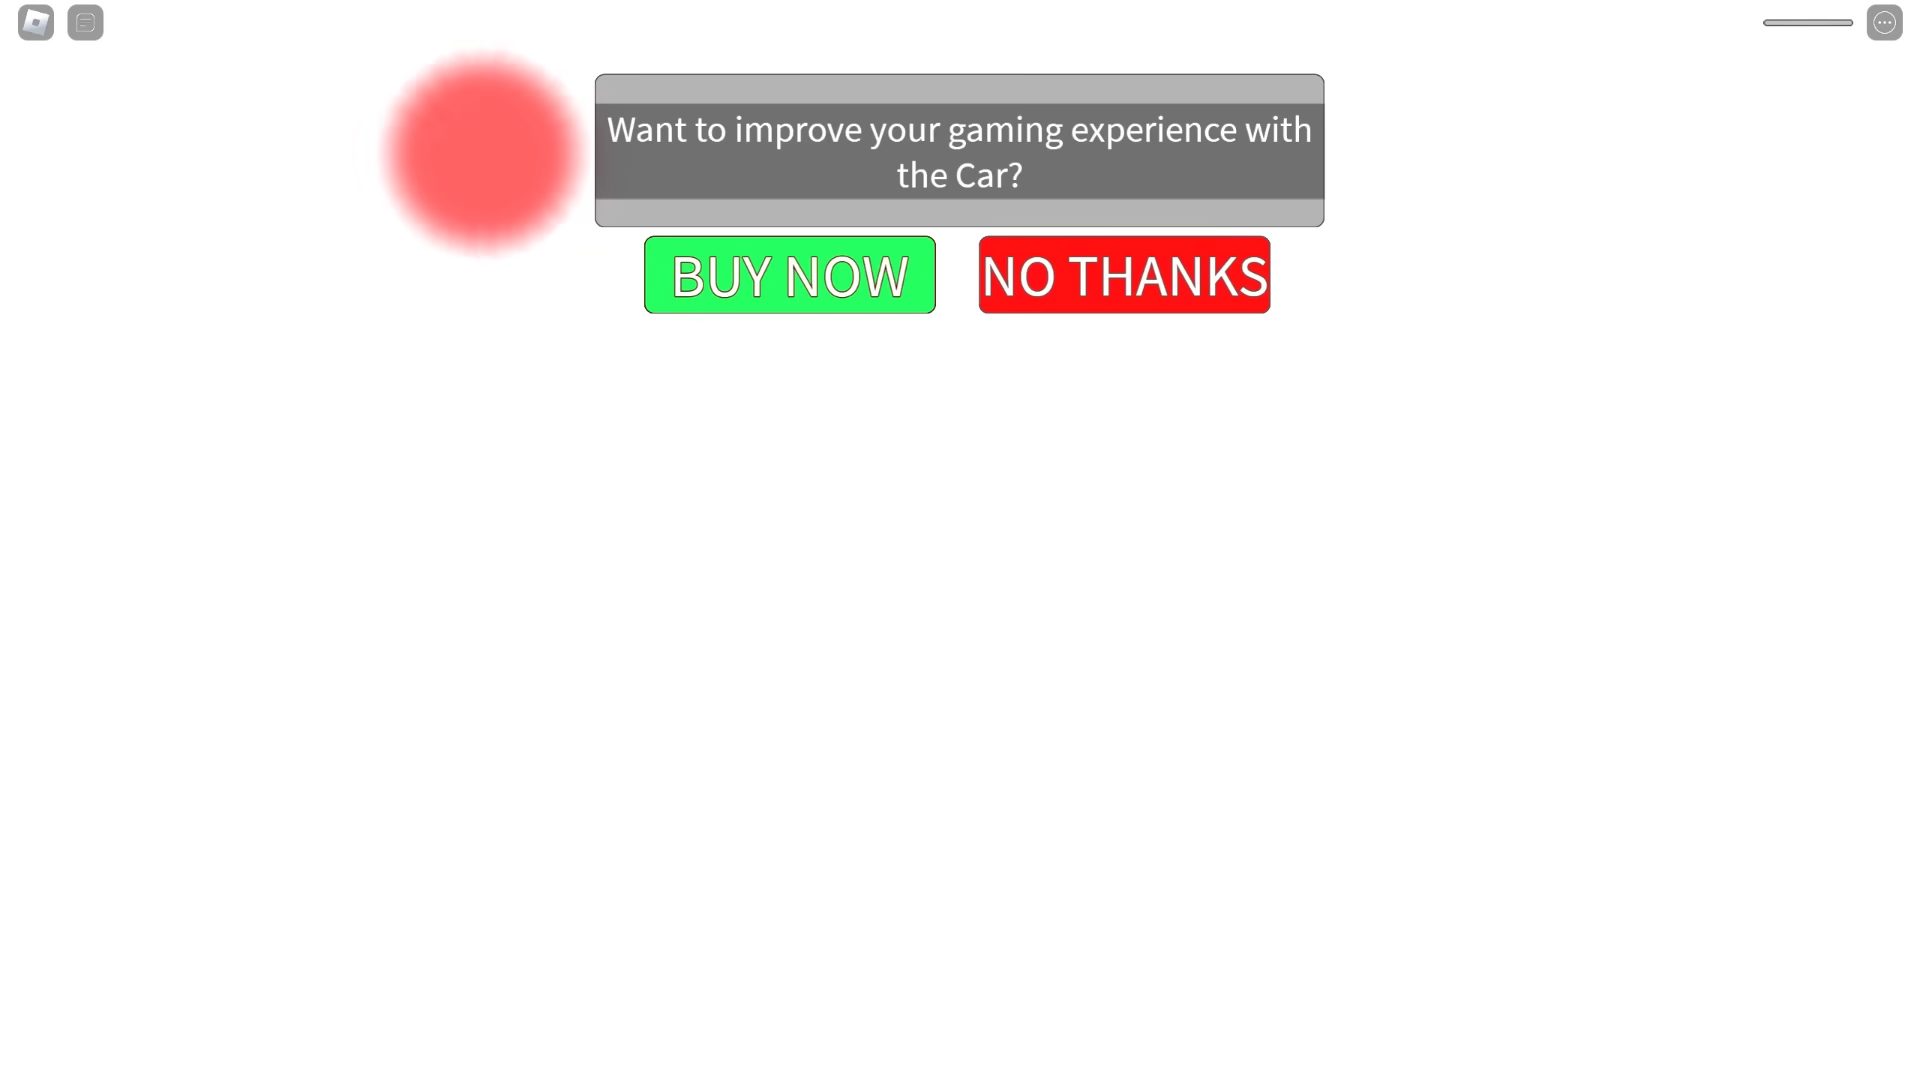 Want to improve your gaming experience with
the Car?
BUY NOW
NO THANKS